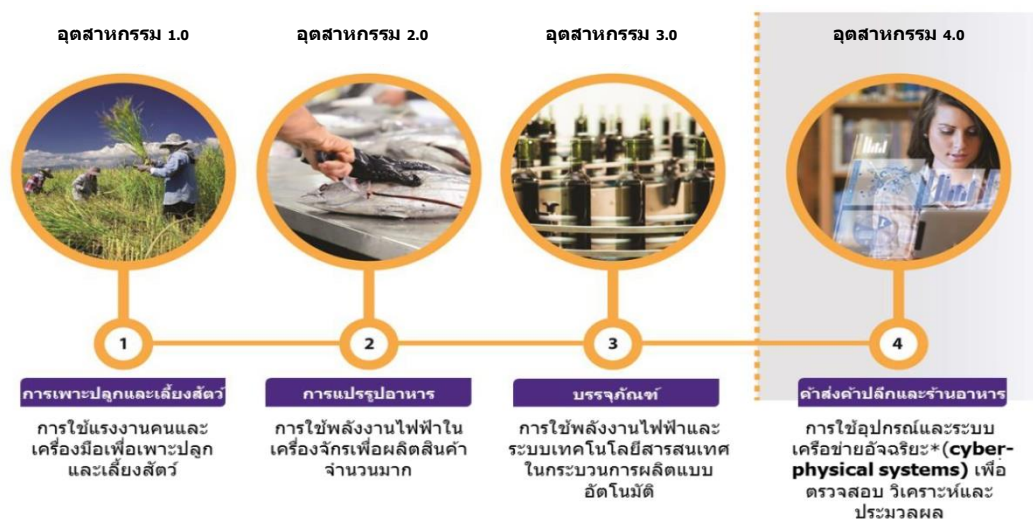 อุตสาหกรรม 1.0
อุตสาหกรรม 2.0
อุตสาหกรรม 3.0
อุตสาหกรรม 4.0
1
2
3
4
การเพาะปลูกและเลี้ยงสัตว์
การใช้แรงงานคนและ
เครื่องมือเพื่อเพาะปลูก
และเลี้ยงสัตว์
การแปรรูปอาหาร
การใช้พลังงานไฟฟ้าใน
เครื่องจักรเพื่อผลิตสินค้า
จำนวนมาก
บรรจุภัณฑ์
การใช้พลังงานไฟฟ้าและ
ระบบเทคโนโลยีสารสนเทศ
ในกระบวนการผลิตแบบ
อัตโนมัติ
ค้าส่งค้าปลีกและร้านอาหาร
การใช้อุปกรณ์และระบบ
เครือข่ายอัจฉริยะ*(cyber-
physical systems) เพื่อ
ตรวจสอบ วิเคราะห์และ
ประมวลผล